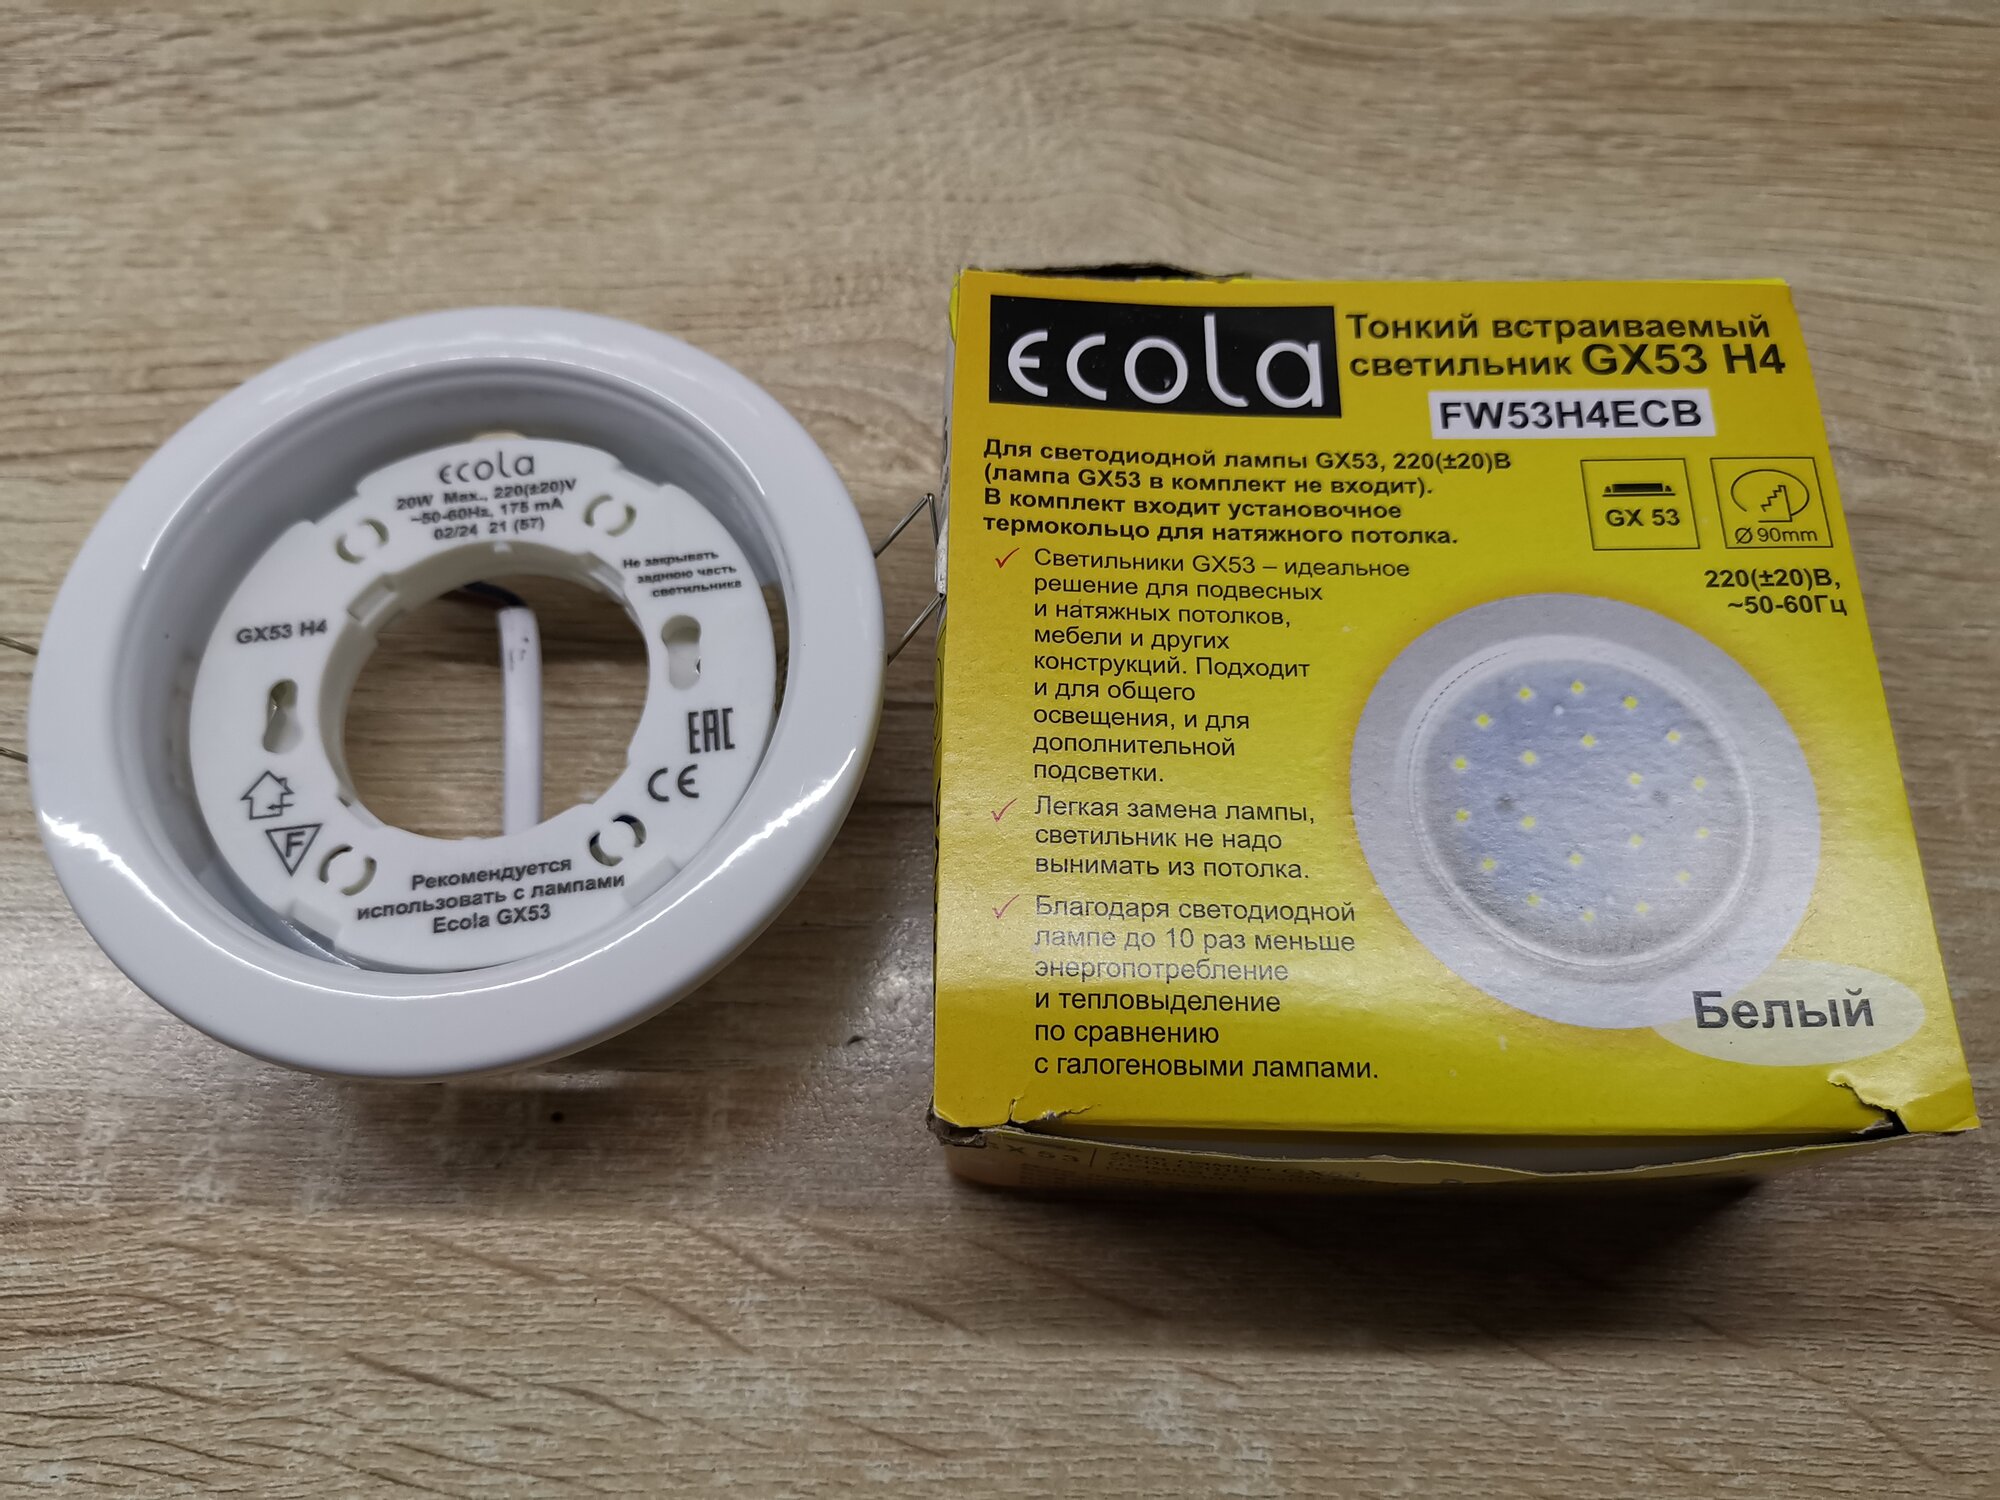 ecola
20W Max., 220(±20)V
~50-60Hz, 175 mA
02/24 21 (57)
Не закрывать
заднюю часть
светильника
GX53 H4
EAC
CE
F
Рекомендуется
использовать с лампами
Ecola GX53
ecola
Тонкий встраиваемый
светильник GX53 H4
FW53H4ECB
Для светодиодной лампы GX53, 220(±20)В
(лампа GX53 в комплект не входит).
В комплект входит установочное
термокольцо для натяжного потолка.
GX 53
Ø 90mm
220(±20)В,
~50-60Гц
Светильники GX53 – идеальное
решение для подвесных
и натяжных потолков,
мебели и других
конструкций. Подходит
и для общего
освещения, и для
дополнительной
подсветки.
Легкая замена лампы,
светильник не надо
вынимать из потолка.
Благодаря светодиодной
лампе до 10 раз меньше
энергопотребление
и тепловыделение
по сравнению
с галогеновыми лампами.
Белый
GX 53